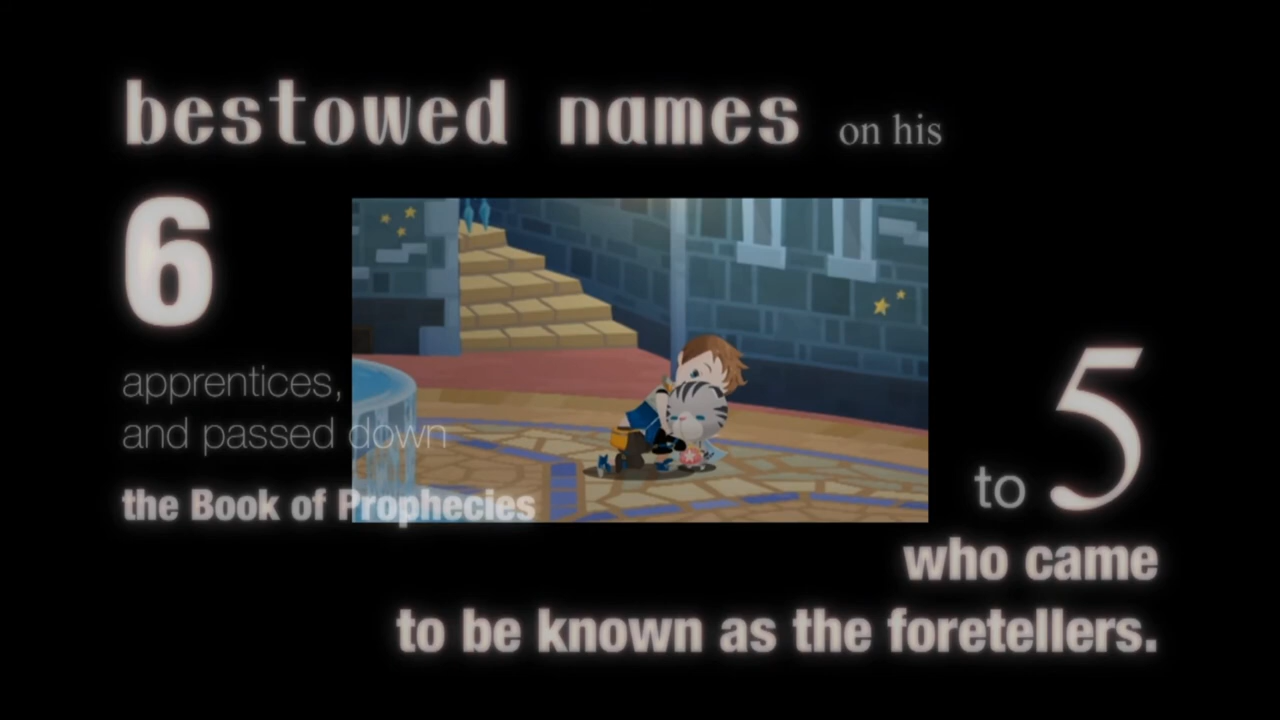 bestowed names on his
6
apprentices,
and passed down
the Book of Prophecies
to 5
who came
to be known as the foretellers.